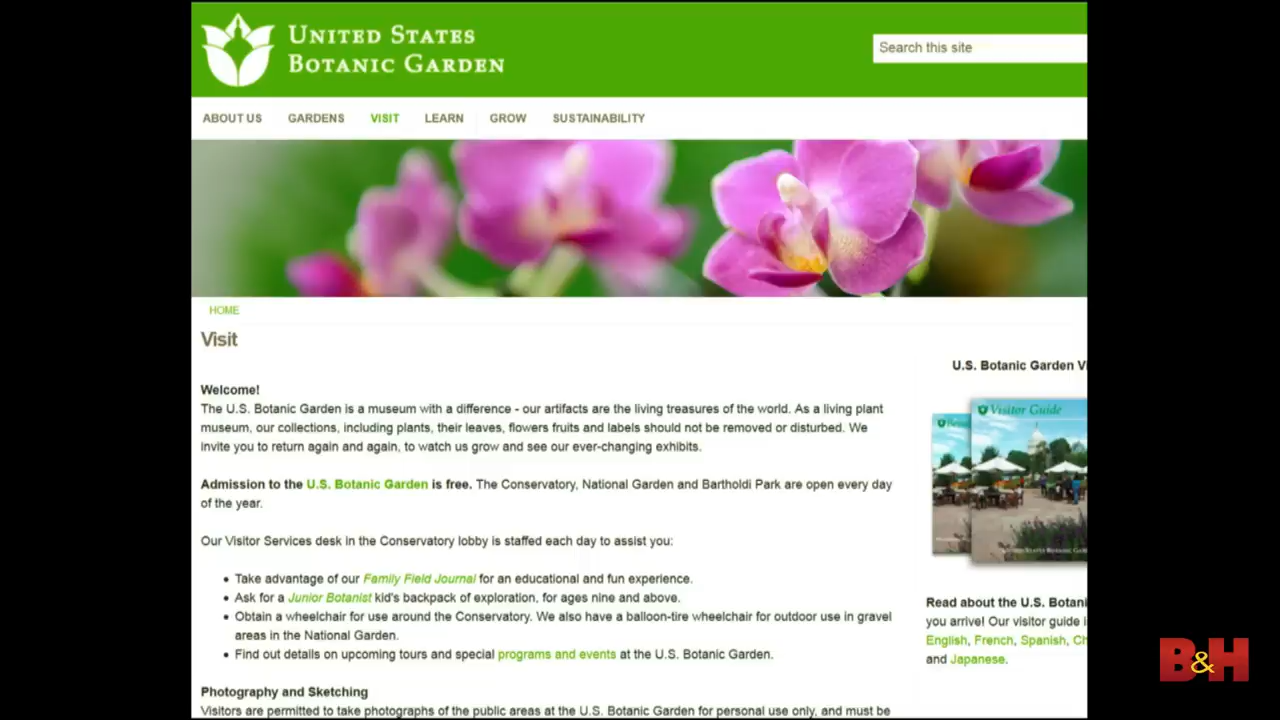 UNITED STATES
BOTANIC GARDEN
Search this site
ABOUT US GARDENS VISIT LEARN GROW SUSTAINABILITY
HOME
Visit
Welcome!
The U.S. Botanic Garden is a museum with a difference - our artifacts are the living treasures of the world. As a living plant
museum, our collections, including plants, their leaves, flowers fruits and labels should not be removed or disturbed. We
invite you to return again and again, to watch us grow and see our ever-changing exhibits.
Admission to the U.S. Botanic Garden is free. The Conservatory, National Garden and Bartholdi Park are open every day
of the year.
Our Visitor Services desk in the Conservatory lobby is staffed each day to assist you:
• Take advantage of our Family Field Journal for an educational and fun experience.
• Ask for a Junior Botanist kid's backpack of exploration, for ages nine and above.
• Obtain a wheelchair for use around the Conservatory. We also have a balloon-tire wheelchair for outdoor use in gravel
areas in the National Garden.
• Find out details on upcoming tours and special programs and events at the U.S. Botanic Garden.
Photography and Sketching
Visitors are permitted to take photographs of the public areas at the U.S. Botanic Garden for personal use only, and must be
U.S. Botanic Garden
Visitor Guide
Read about the U.S.
you arrive! Our visitor guide
English, French, Spanish,
and Japanese.
B&H